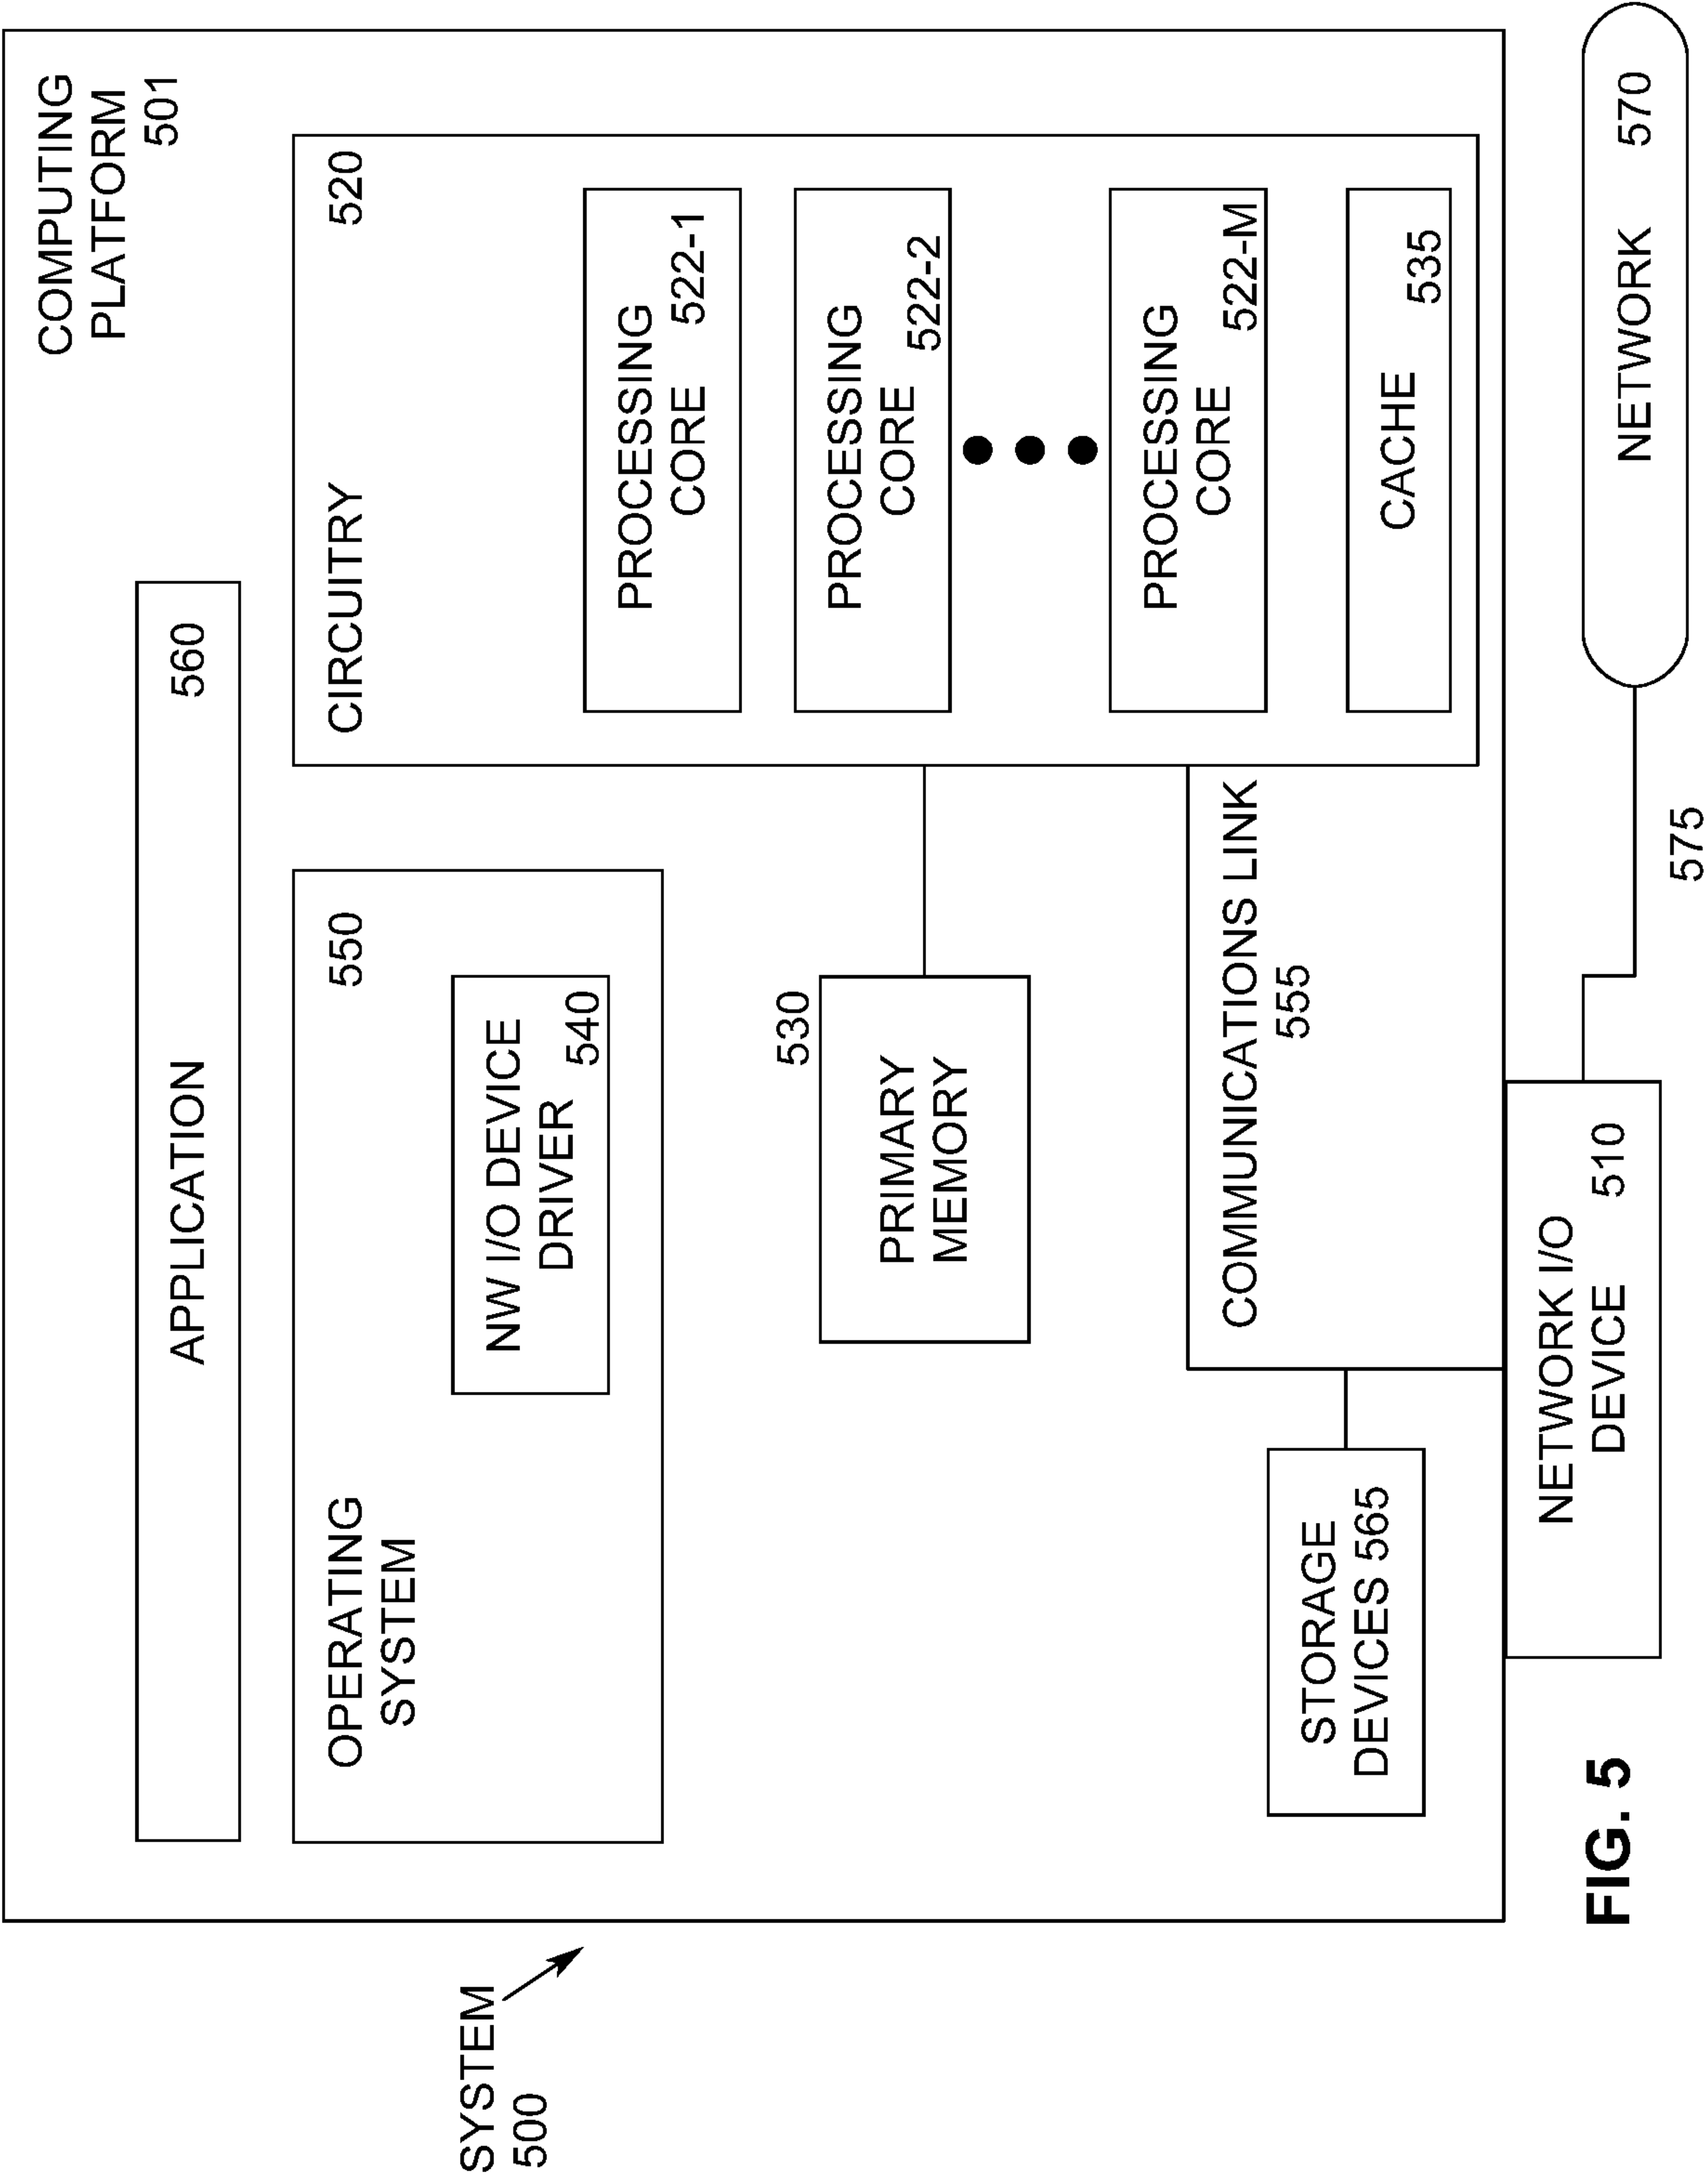 SYSTEM
500
COMPUTING
PLATFORM
501
APPLICATION 560
OPERATING 550
SYSTEM
NW I/O DEVICE
DRIVER
540
CIRCUITRY 520
PROCESSING
CORE 522-1
PROCESSING
CORE 522-2
PROCESSING
CORE 522-M
CACHE 535
530
PRIMARY
MEMORY
COMMUNICATIONS LINK
555
STORAGE
DEVICES 565
NETWORK I/O
DEVICE 510
575
NETWORK 570
FIG. 5